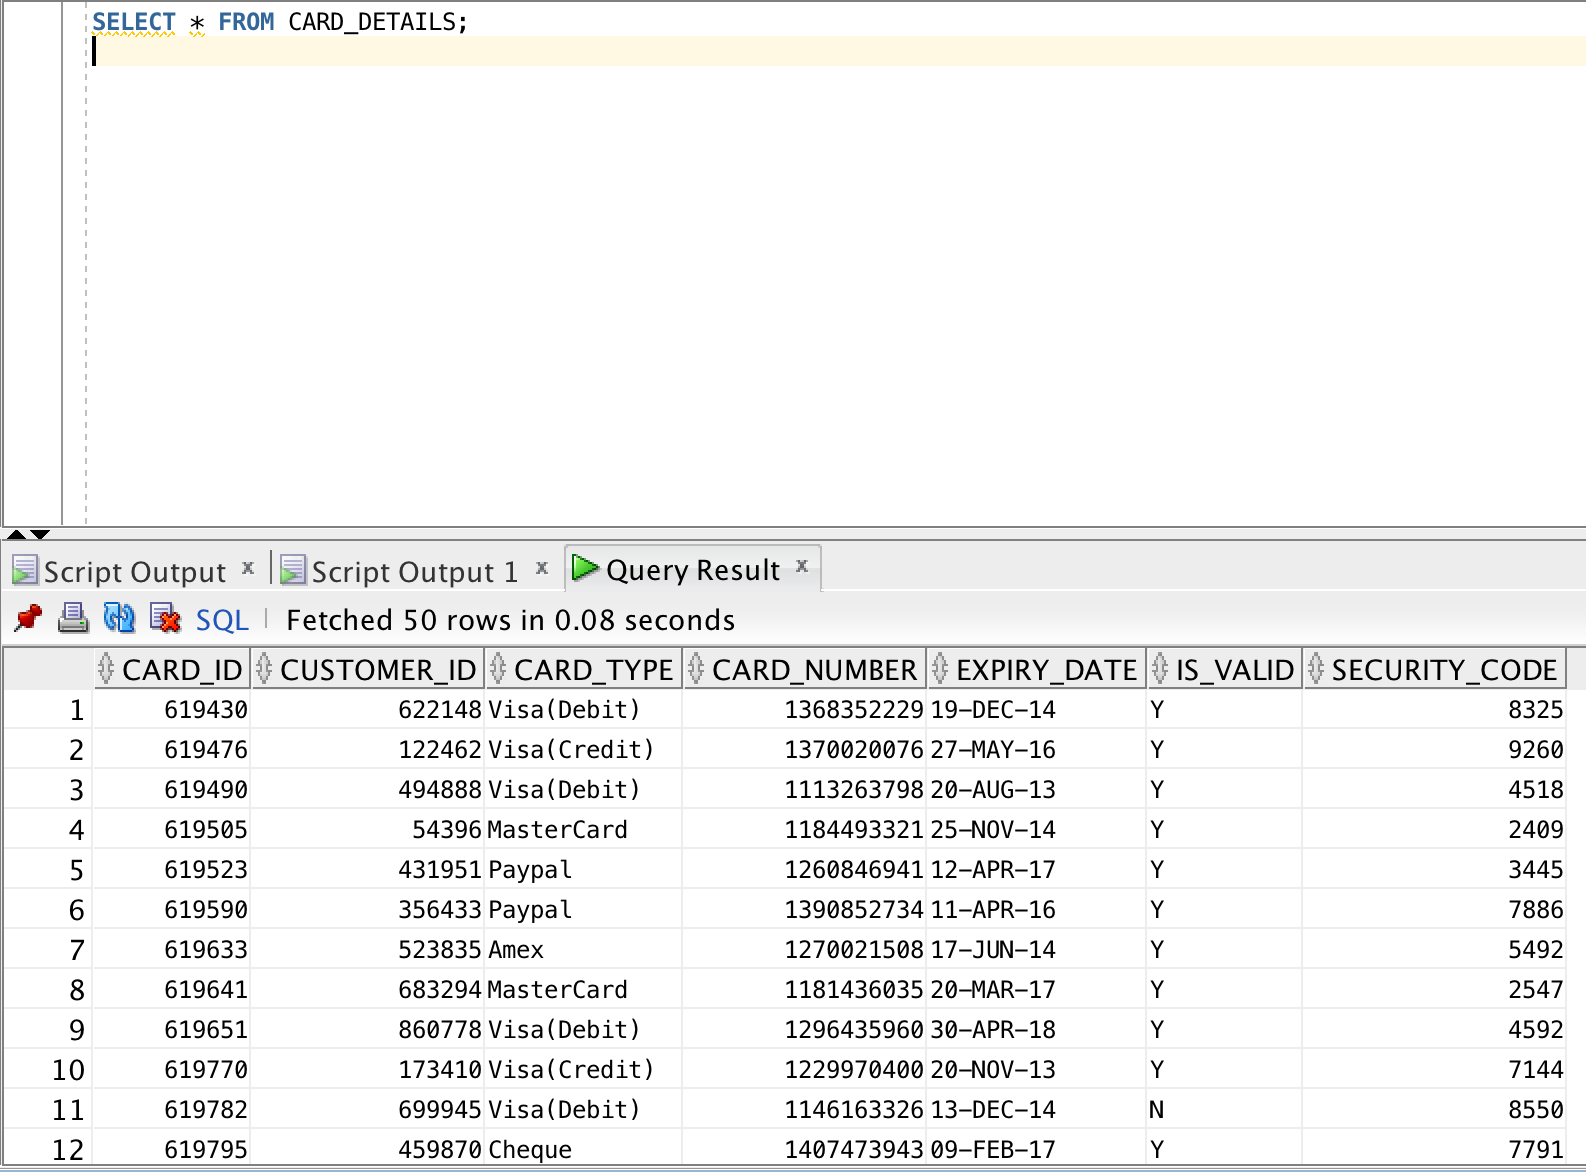 SELECT * FROM CARD_DETAILS;
Script Output x Script Output 1 x Query Result x
SQL Fetched 50 rows in 0.08 seconds
CARD_ID CUSTOMER_ID CARD_TYPE CARD_NUMBER EXPIRY_DATE IS_VALID SECURITY_CODE
1 619430 622148 Visa(Debit) 1368352229 19-DEC-14 Y 8325
2 619476 122462 Visa(Credit) 1370020076 27-MAY-16 Y 9260
3 619490 494888 Visa(Debit) 1113263798 20-AUG-13 Y 4518
4 619505 54396 MasterCard 1184493321 25-NOV-14 Y 2409
5 619523 431951 Paypal 1260846941 12-APR-17 Y 3445
6 619590 356433 Paypal 1390852734 11-APR-16 Y 7886
7 619633 523835 Amex 1270021508 17-JUN-14 Y 5492
8 619641 683294 MasterCard 1181436035 20-MAR-17 Y 2547
9 619651 860778 Visa(Debit) 1296435960 30-APR-18 Y 4592
10 619770 173410 Visa(Credit) 1229970400 20-NOV-13 Y 7144
11 619782 699945 Visa(Debit) 1146163326 13-DEC-14 N 8550
12 619795 459870 Cheque 1407473943 09-FEB-17 Y 7791